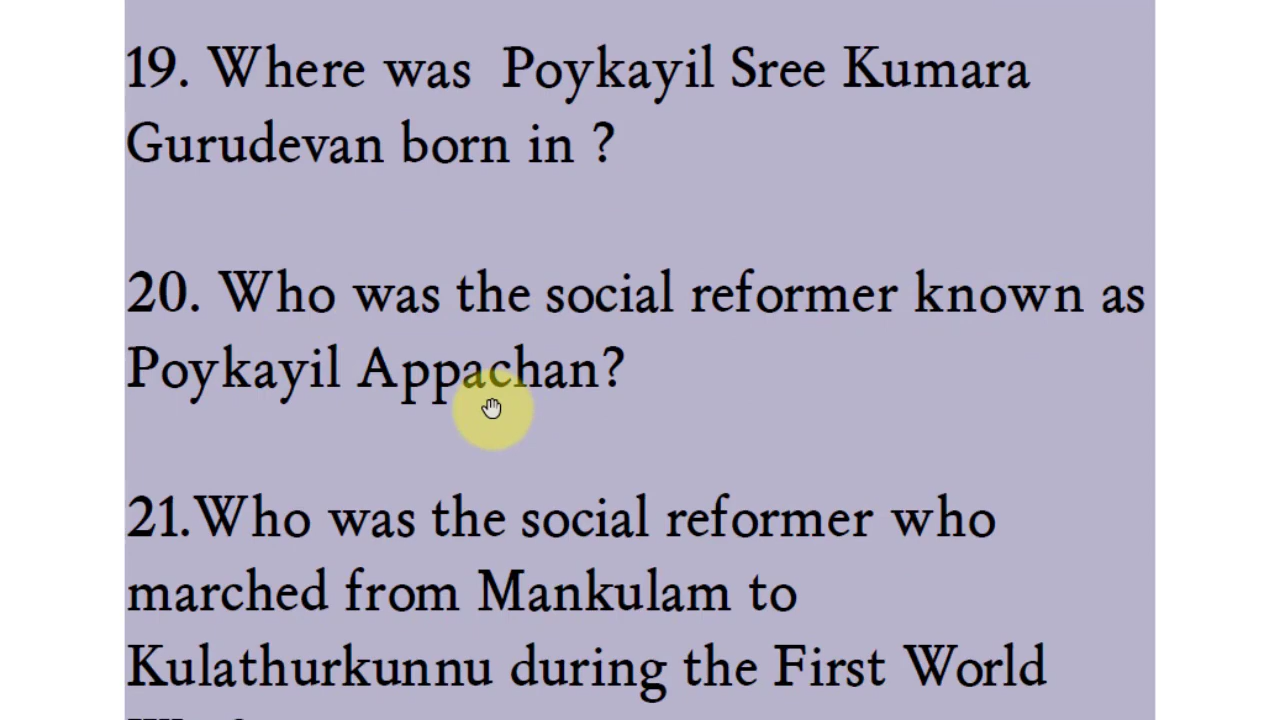 19. Where was Poykayil Sree Kumara
Gurudevan born in ?
20. Who was the social reformer known as
Poykayil Appachan?
21.Who was the social reformer who
marched from Mankulam to
Kulathurkunnu during the First World